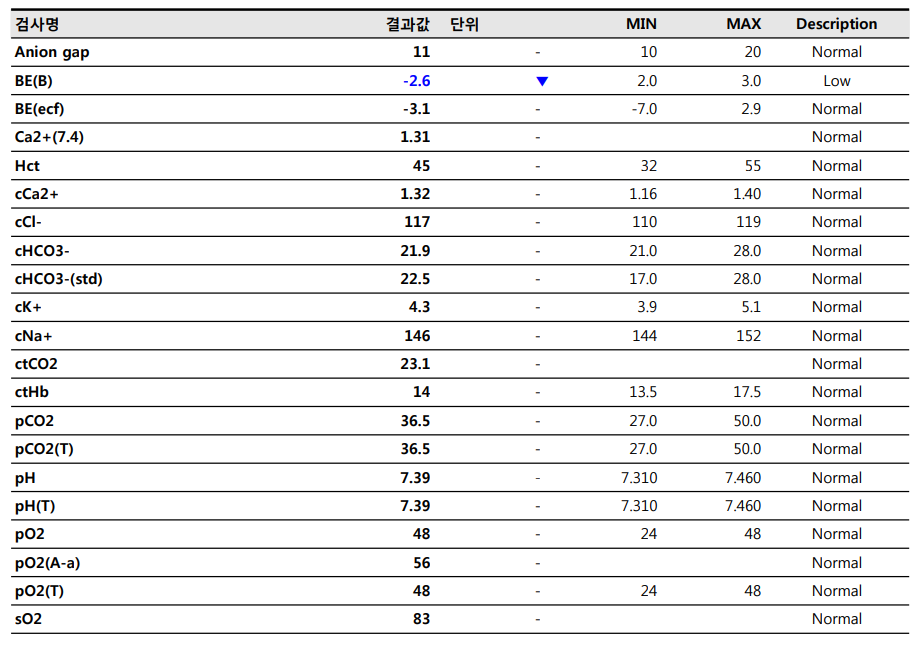 검사명 결과값 단위 MIN MAX Description
Anion gap 11 - 10 20 Normal
BE(B) -2.6 ▼ 2.0 3.0 Low
BE(ecf) -3.1 - -7.0 2.9 Normal
Ca2+(7.4) 1.31 - Normal
Hct 45 - 32 55 Normal
cCa2+ 1.32 - 1.16 1.40 Normal
cCl- 117 - 110 119 Normal
cHCO3- 21.9 - 21.0 28.0 Normal
cHCO3-(std) 22.5 - 17.0 28.0 Normal
cK+ 4.3 - 3.9 5.1 Normal
cNa+ 146 - 144 152 Normal
ctCO2 23.1 - Normal
ctHb 14 - 13.5 17.5 Normal
pCO2 36.5 - 27.0 50.0 Normal
pCO2(T) 36.5 - 27.0 50.0 Normal
pH 7.39 - 7.310 7.460 Normal
pH(T) 7.39 - 7.310 7.460 Normal
pO2 48 - 24 48 Normal
pO2(A-a) 56 - Normal
pO2(T) 48 - 24 48 Normal
sO2 83 - Normal